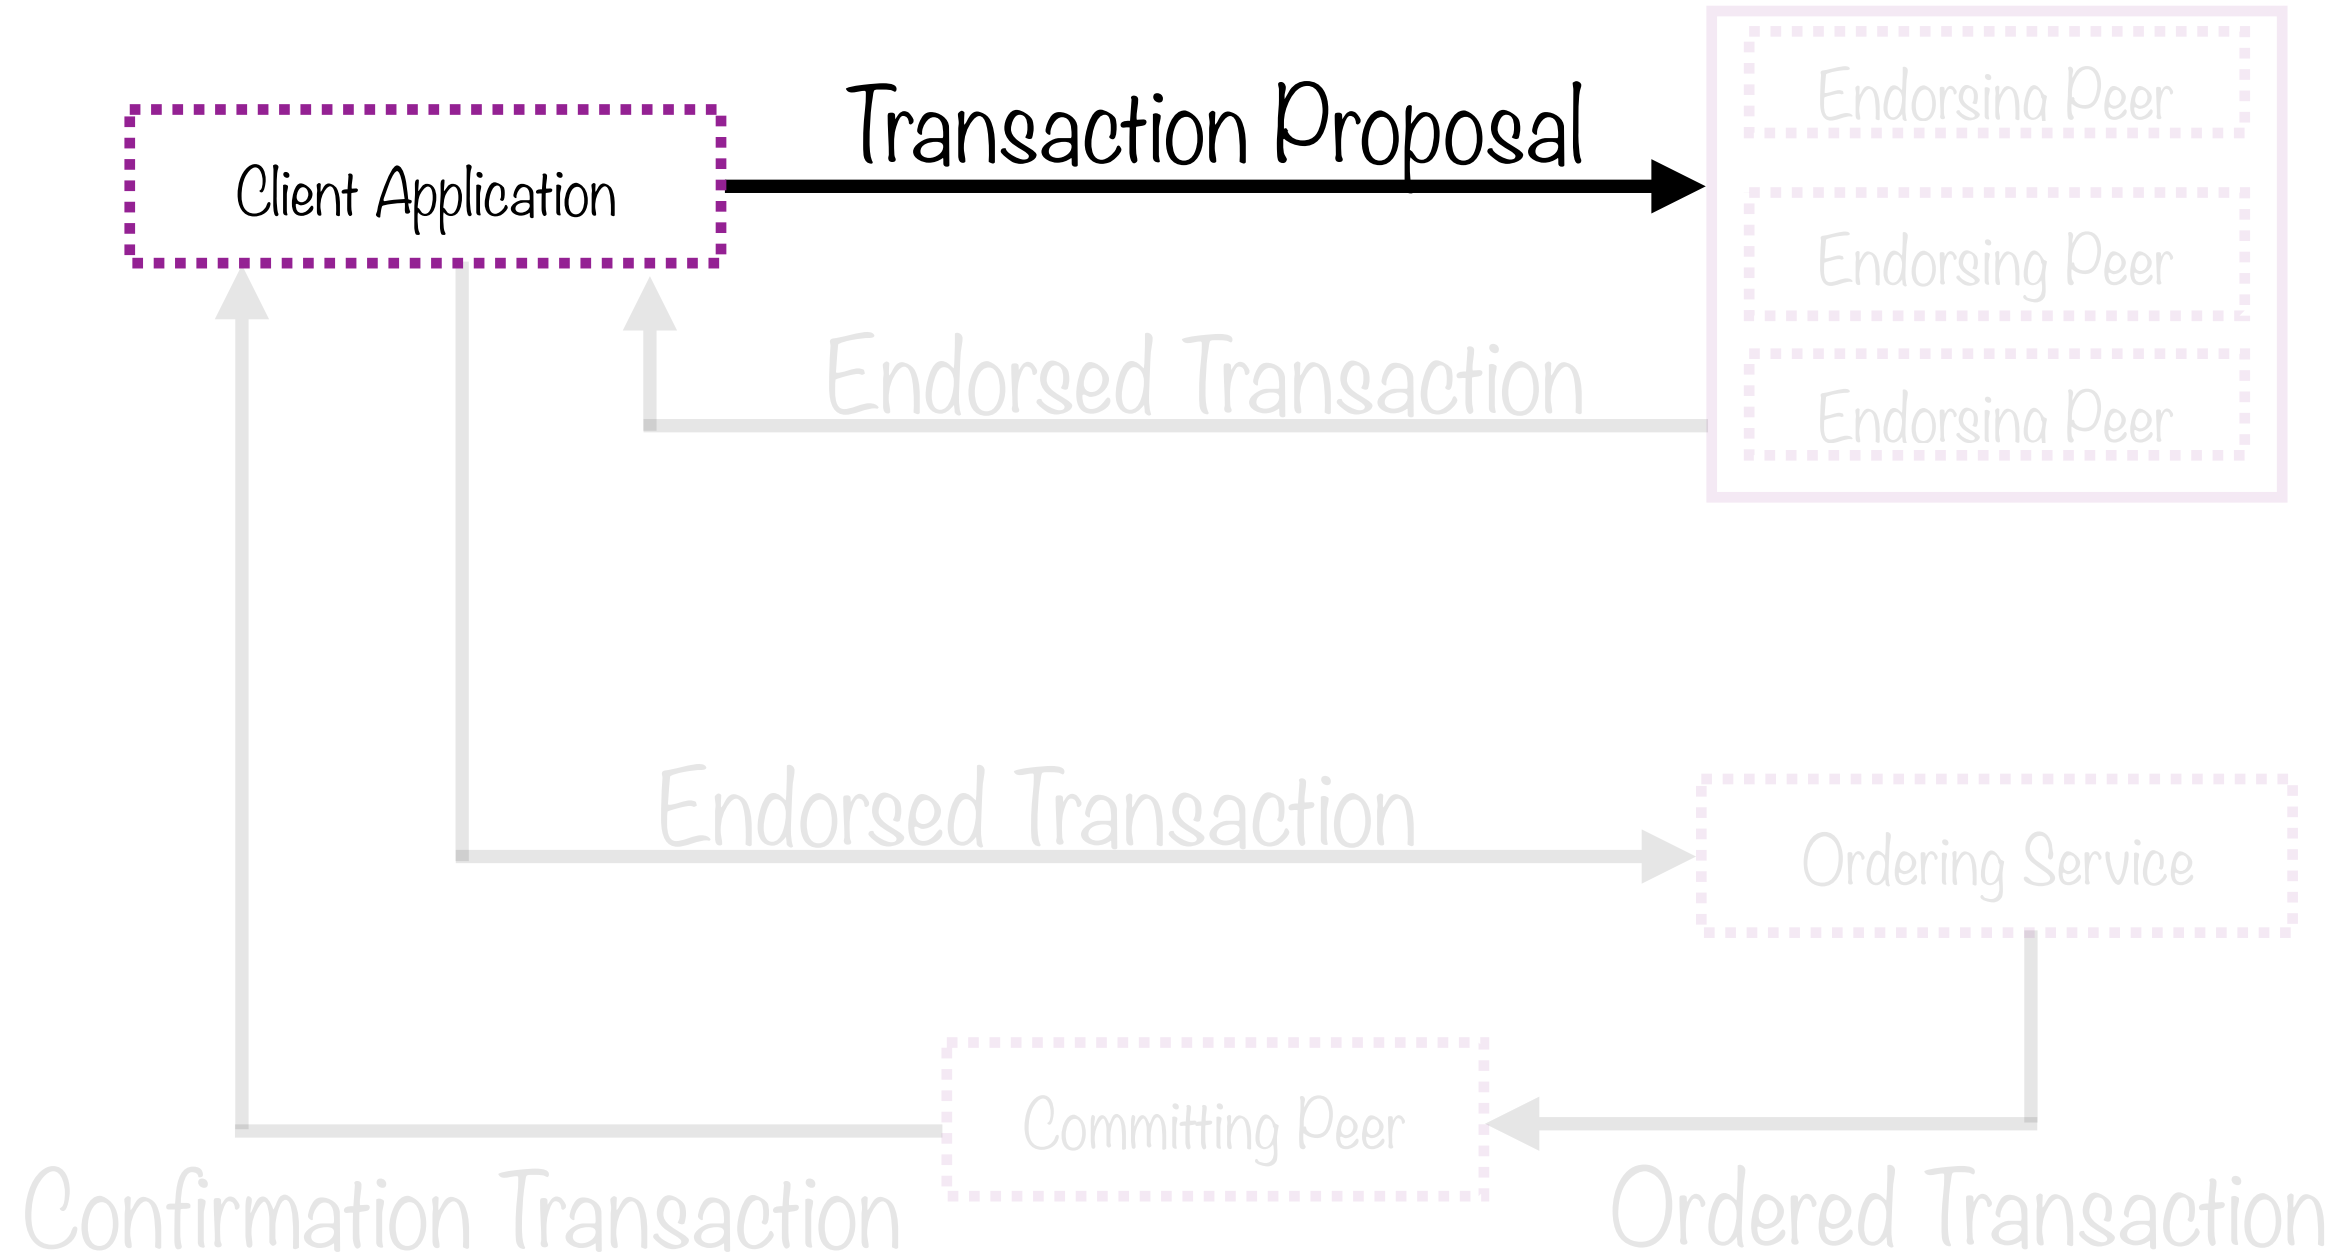 Transaction Proposal
Client Application
Endorsing Peer
Endorsing Peer
Endorsing Peer
Endorsed Transaction
Endorsed Transaction
Ordering Service
Committing Peer
Confirmation Transaction
Ordered Transaction